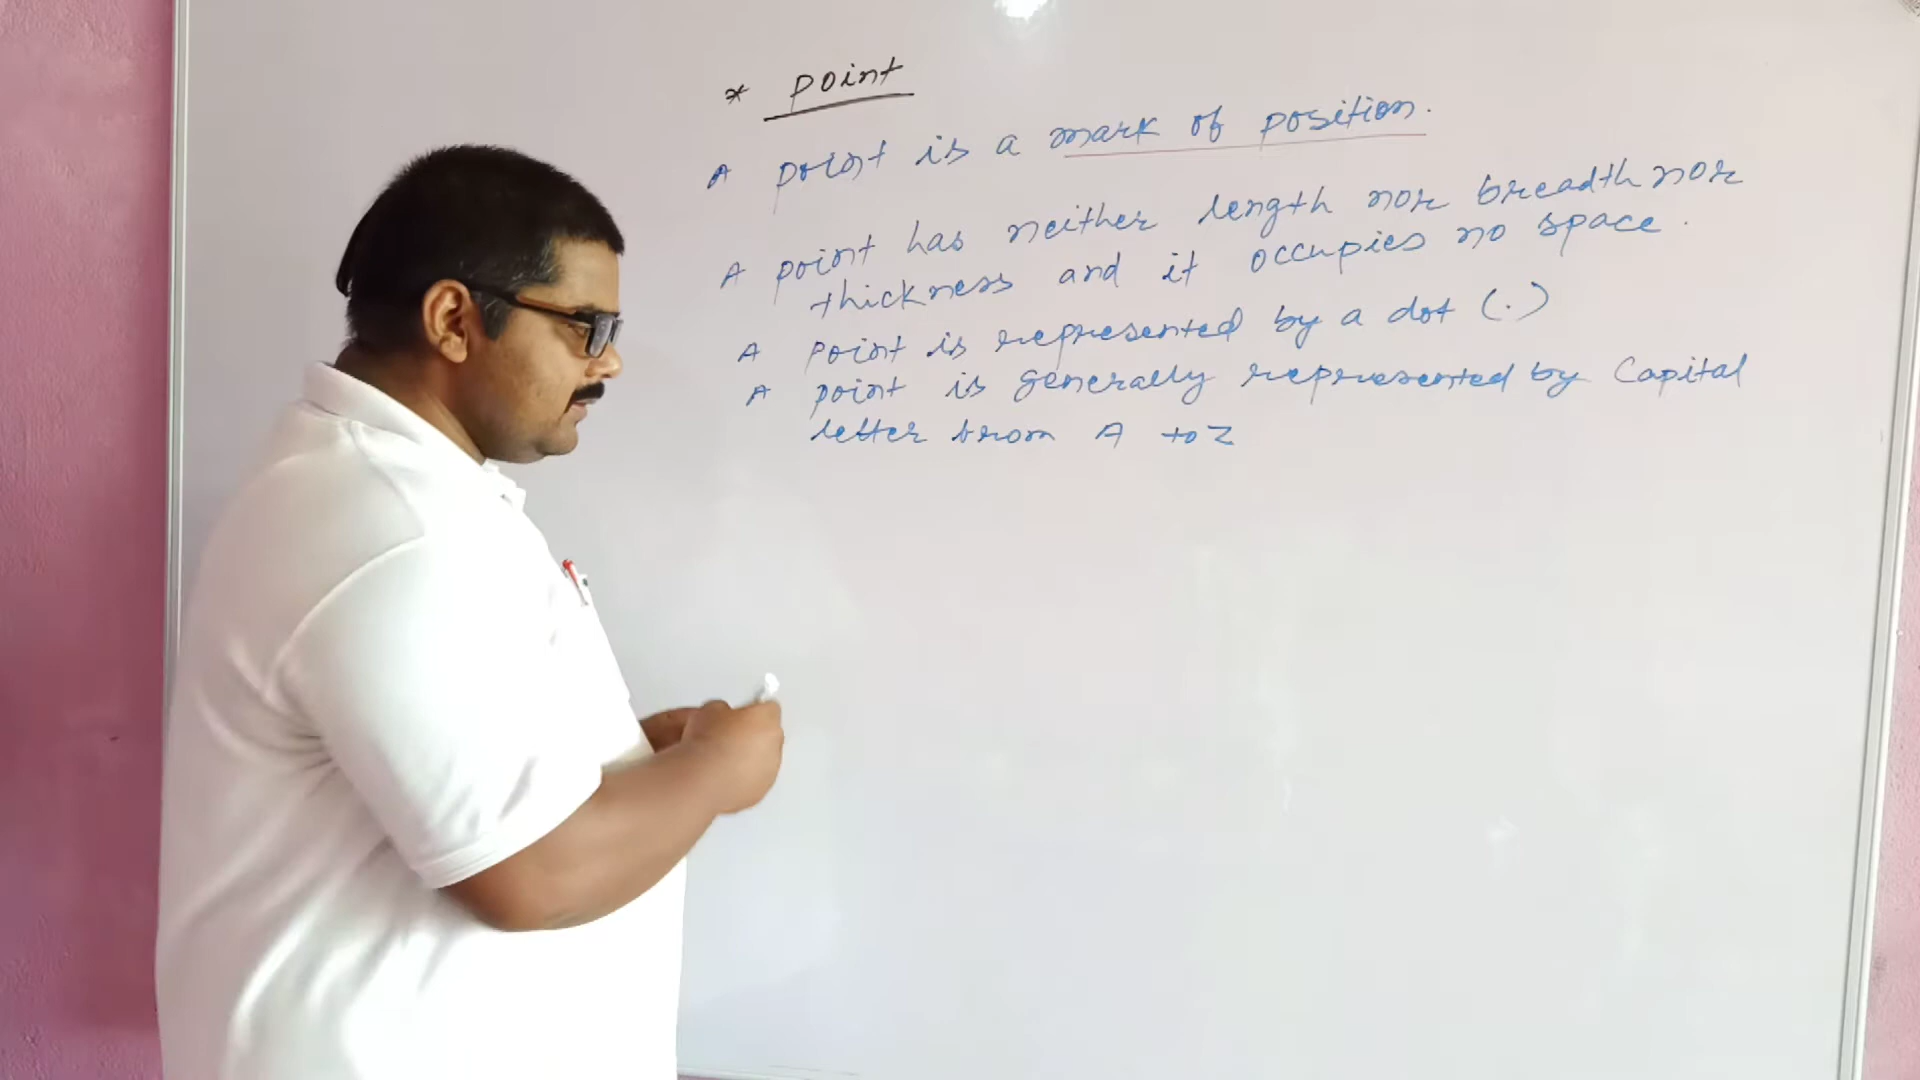 * point
A point is a mark of position.
A point has neither length nor breadth nor
thickness and it occupies no space.
A point is represented by a dot (.)
A point is generally represented by Capital
letter from A to Z